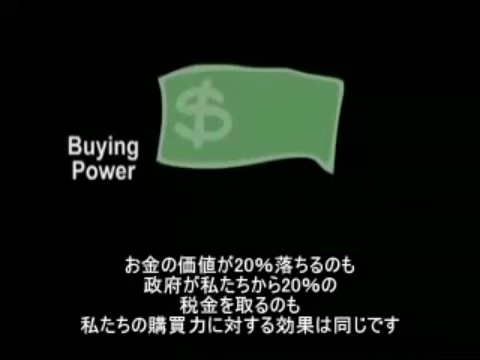 $
Buying
Power
お金の価値が20%落ちるのも
政府が私たちから20%の
税金を取るのも
私たちの購買力に対する効果は同じです